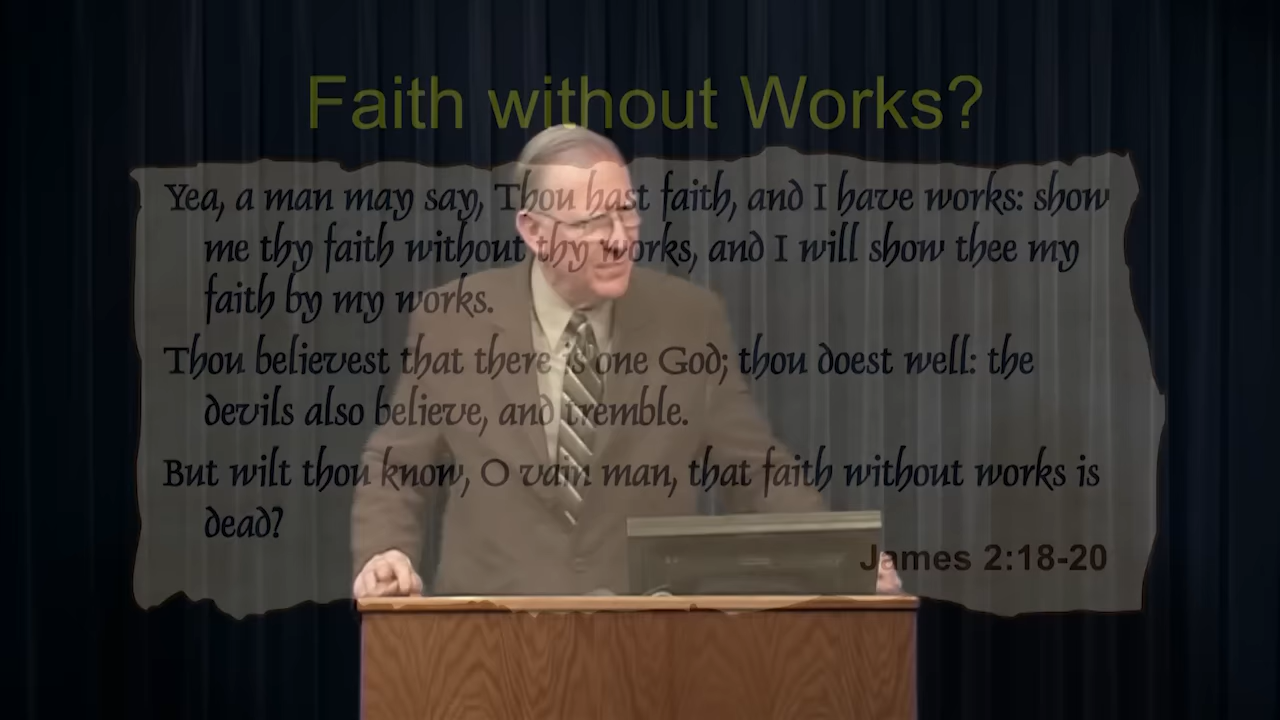 Faith without Works?
Yea, a man may say, Thou hast faith, and I have works: show
me thy faith without thy works, and I will show thee my
faith by my works.
Thou believest that there is one God; thou doest well: the
devils also believe, and tremble.
But wilt thou know, O vain man, that faith without works is
dead?
James 2:18-20